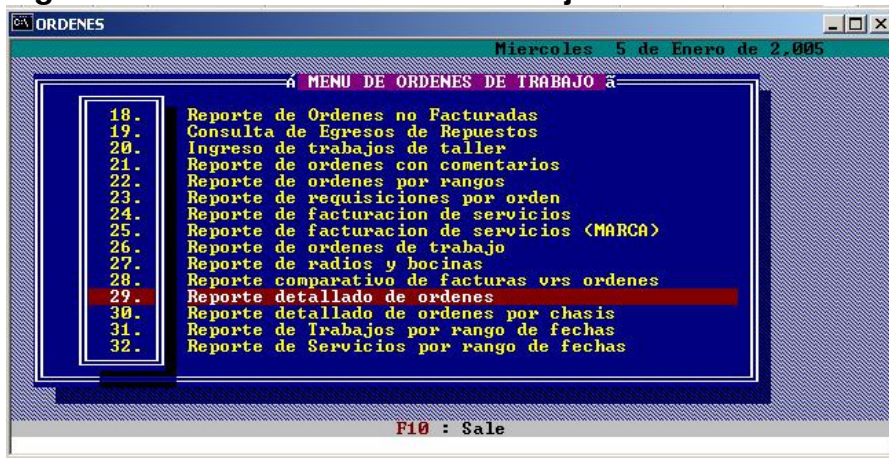 ORDENES
Miercoles 5 de Enero de 2,005
Á MENU DE ORDENES DE TRABAJO ã
18. Reporte de Ordenes no Facturadas
19. Consulta de Egresos de Repuestos
20. Ingreso de trabajos de taller
21. Reporte de ordenes con comentarios
22. Reporte de ordenes por rangos
23. Reporte de requisiciones por orden
24. Reporte de facturacion de servicios
25. Reporte de facturacion de servicios (MARCA)
26. Reporte de ordenes de trabajo
27. Reporte de radios y bocinas
28. Reporte comparativo de facturas vrs ordenes
29. Reporte detallado de ordenes
30. Reporte detallado de ordenes por chasis
31. Reporte de Trabajos por rango de fechas
32. Reporte de Servicios por rango de fechas
F10 : Sale